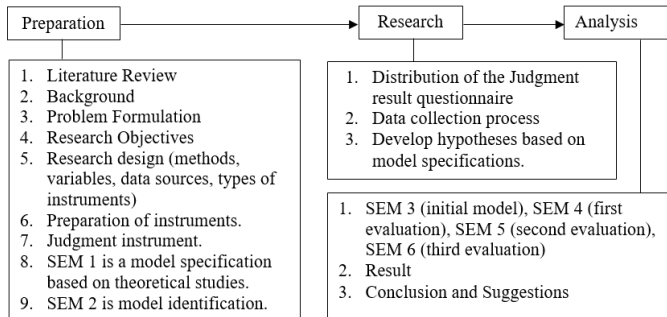 Preparation
Research
Analysis
1. Literature Review
2. Background
3. Problem Formulation
4. Research Objectives
5. Research design (methods,
variables, data sources, types of
instruments)
6. Preparation of instruments.
7. Judgment instrument.
8. SEM 1 is a model specification
based on theoretical studies.
9. SEM 2 is model identification.
1. Distribution of the Judgment
result questionnaire
2. Data collection process
3. Develop hypotheses based on
model specifications.
1. SEM 3 (initial model), SEM 4 (first
evaluation), SEM 5 (second evaluation),
SEM 6 (third evaluation)
2. Result
3. Conclusion and Suggestions